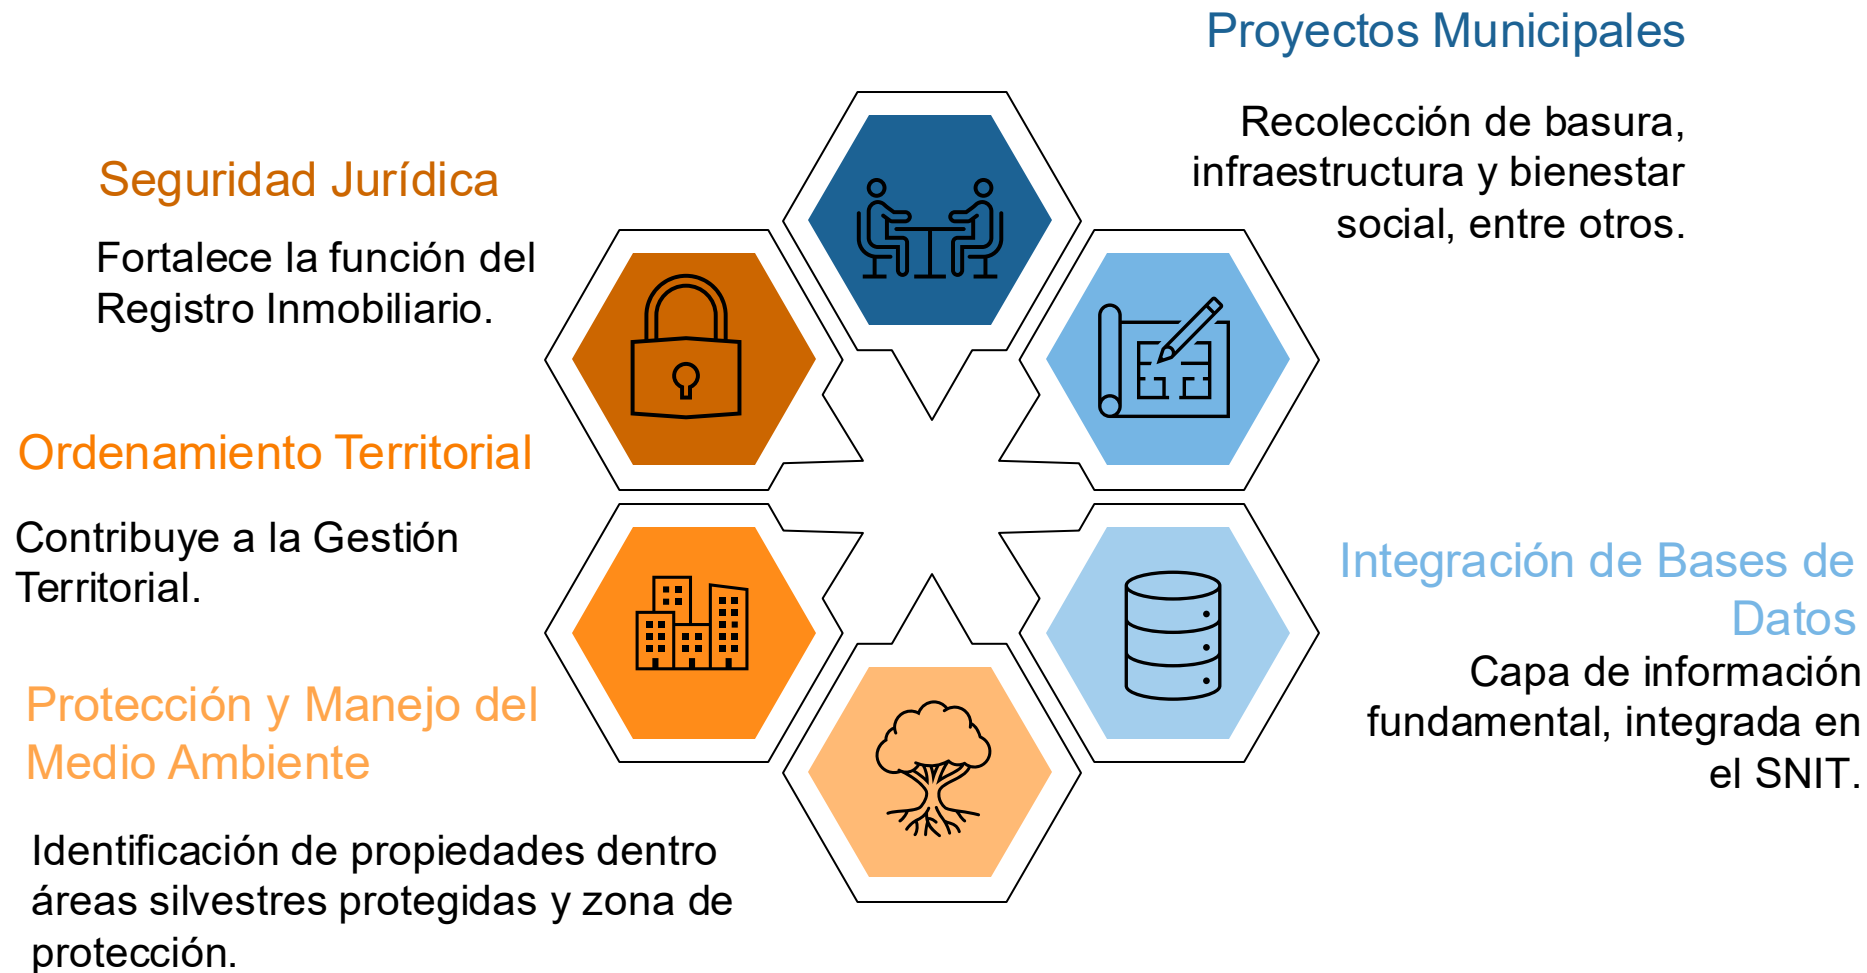 Proyectos Municipales
Recolección de basura,
infraestructura y bienestar
social, entre otros.
Seguridad Jurídica
Fortalece la función del
Registro Inmobiliario.
Ordenamiento Territorial
Contribuye a la Gestión
Territorial.
Integración de Bases de
Datos
Capa de información
fundamental, integrada en
el SNIT.
Protección y Manejo del
Medio Ambiente
Identificación de propiedades dentro
áreas silvestres protegidas y zona de
protección.